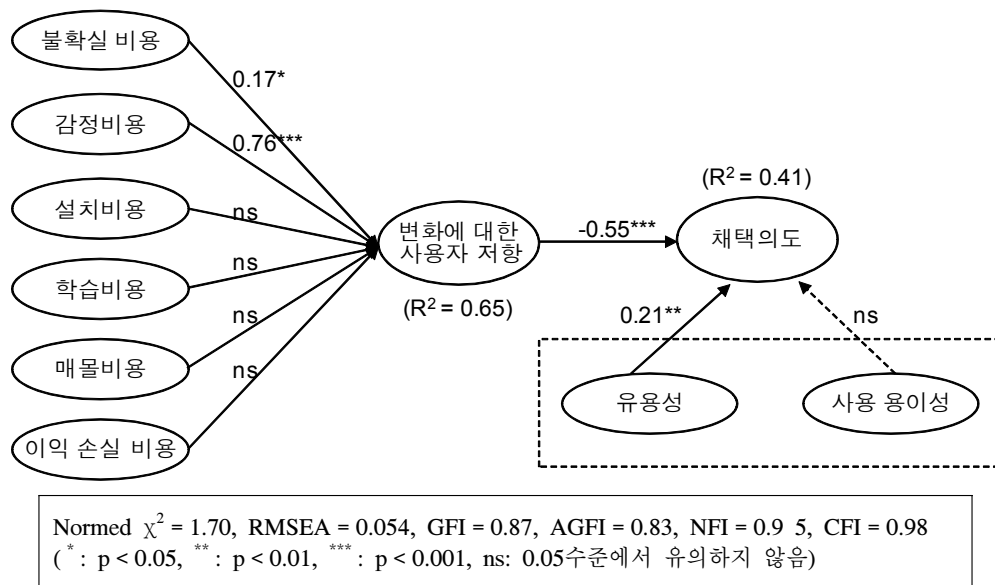 불확실 비용
0.17*
감정비용
0.76***
설치비용
ns
학습비용
ns
매몰비용
ns
이익 손실 비용
ns
변화에 대한
사용자 저항
(R² = 0.65)
-0.55***
(R² = 0.41)
채택의도
0.21**
ns
유용성
사용 용이성
Normed χ² = 1.70, RMSEA = 0.054, GFI = 0.87, AGFI = 0.83, NFI = 0.9 5, CFI = 0.98
( *: p < 0.05, **: p < 0.01, ***: p < 0.001, ns: 0.05수준에서 유의하지 않음)